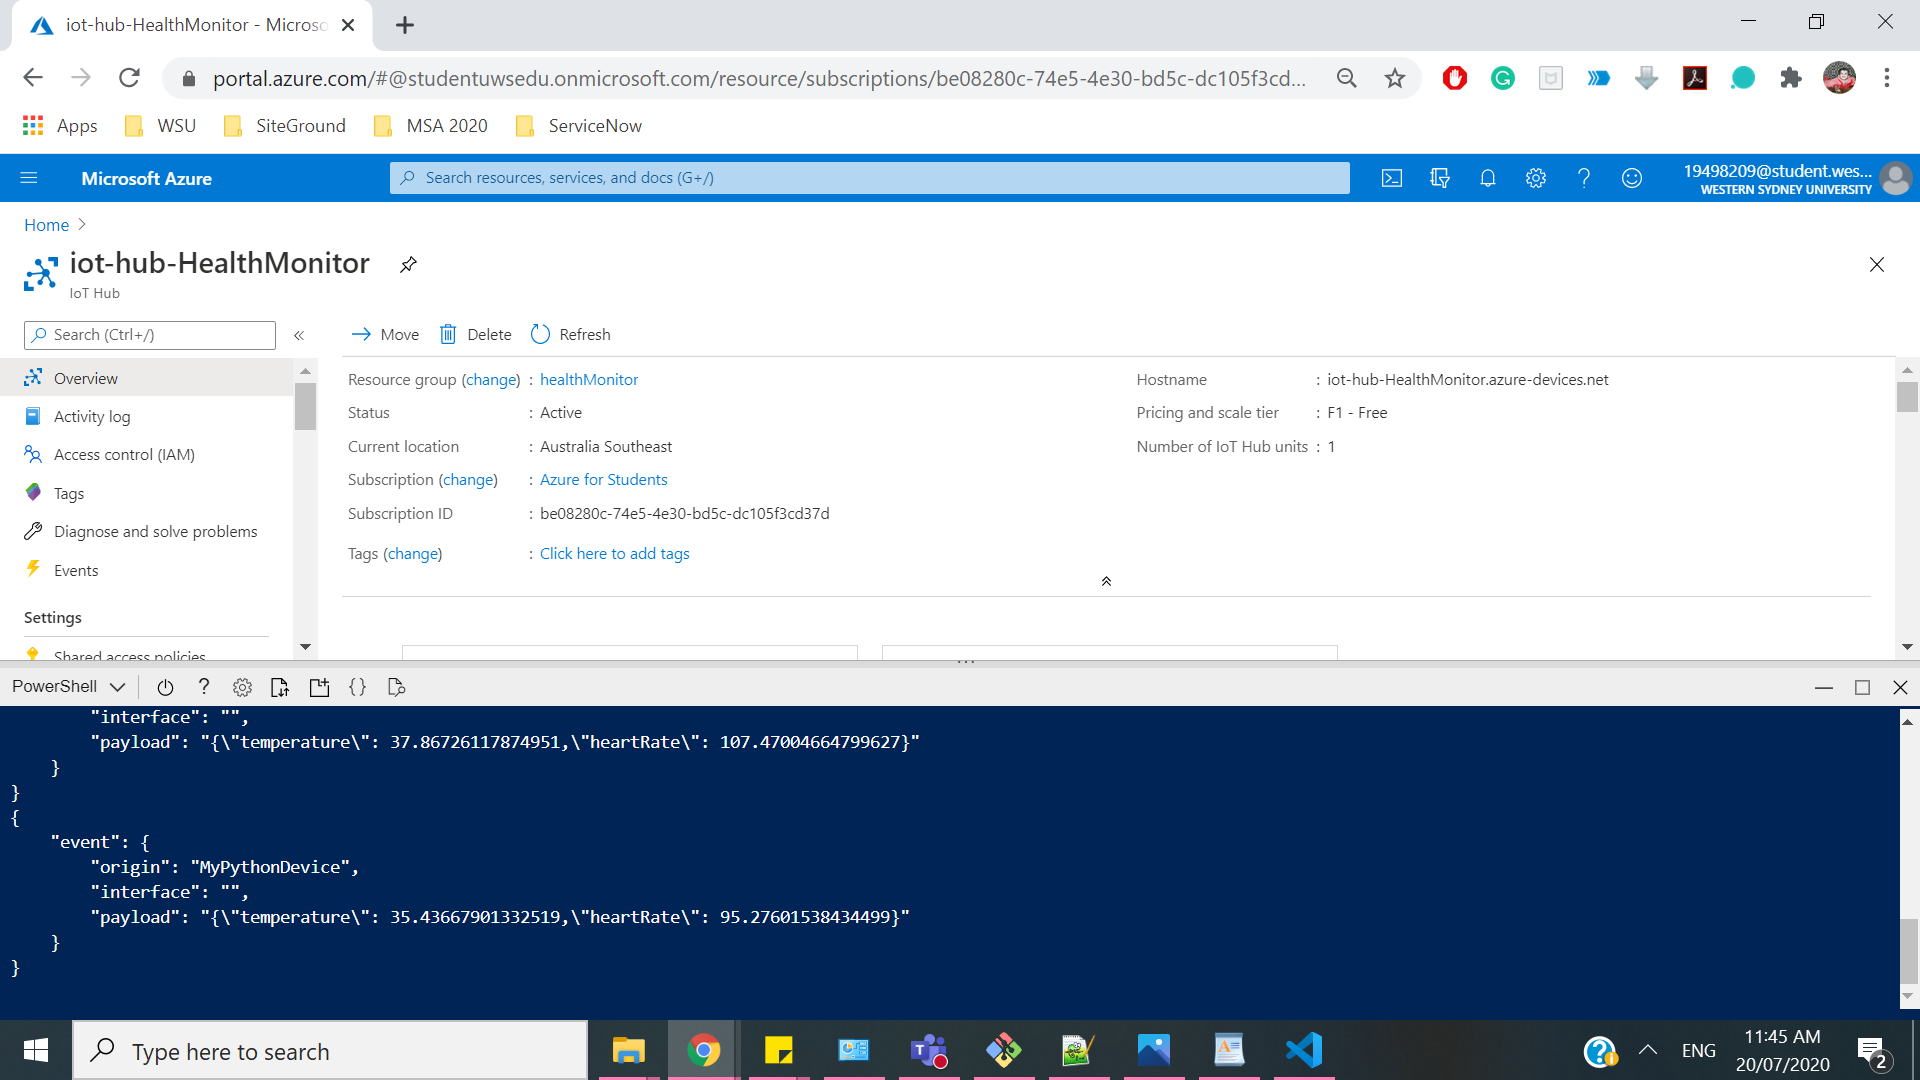 iot-hub-HealthMonitor - Microso
portal.azure.com/#@studentuwsedu.onmicrosoft.com/resource/subscriptions/be08280c-74e5-4e30-bd5c-dc105f3cd...
Apps WSU SiteGround MSA 2020 ServiceNow
Microsoft Azure
Search resources, services, and docs (G+/)
19498209@student.wes...
WESTERN SYDNEY UNIVERSITY
Home
iot-hub-HealthMonitor
IoT Hub
Search (Ctrl+/)
Move Delete Refresh
Overview
Activity log
Access control (IAM)
Tags
Diagnose and solve problems
Events
Settings
Shared access policies
Resource group (change) : healthMonitor
Status : Active
Current location : Australia Southeast
Subscription (change) : Azure for Students
Subscription ID : be08280c-74e5-4e30-bd5c-dc105f3cd37d
Tags (change) : Click here to add tags
Hostname : iot-hub-HealthMonitor.azure-devices.net
Pricing and scale tier : F1 - Free
Number of IoT Hub units : 1
PowerShell
"interface": "",
"payload": "{\"temperature\": 37.86726117874951,\"heartRate\": 107.47004664799627}"
}
}
{
"event": {
"origin": "MyPythonDevice",
"interface": "",
"payload": "{\"temperature\": 35.43667901332519,\"heartRate\": 95.27601538434499}"
}
}
Type here to search
ENG
11:45 AM
20/07/2020
2